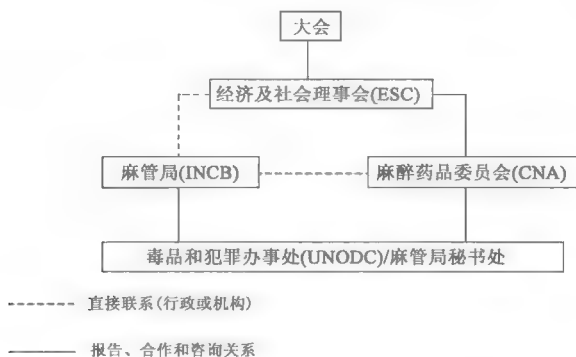 大会
经济及社会理事会(ESC)
麻管局(INCB)
麻醉药品委员会(CNA)
毒品和犯罪办事处(UNODC)/麻管局秘书处
直接联系(行政或机构)
报告、合作和咨询关系